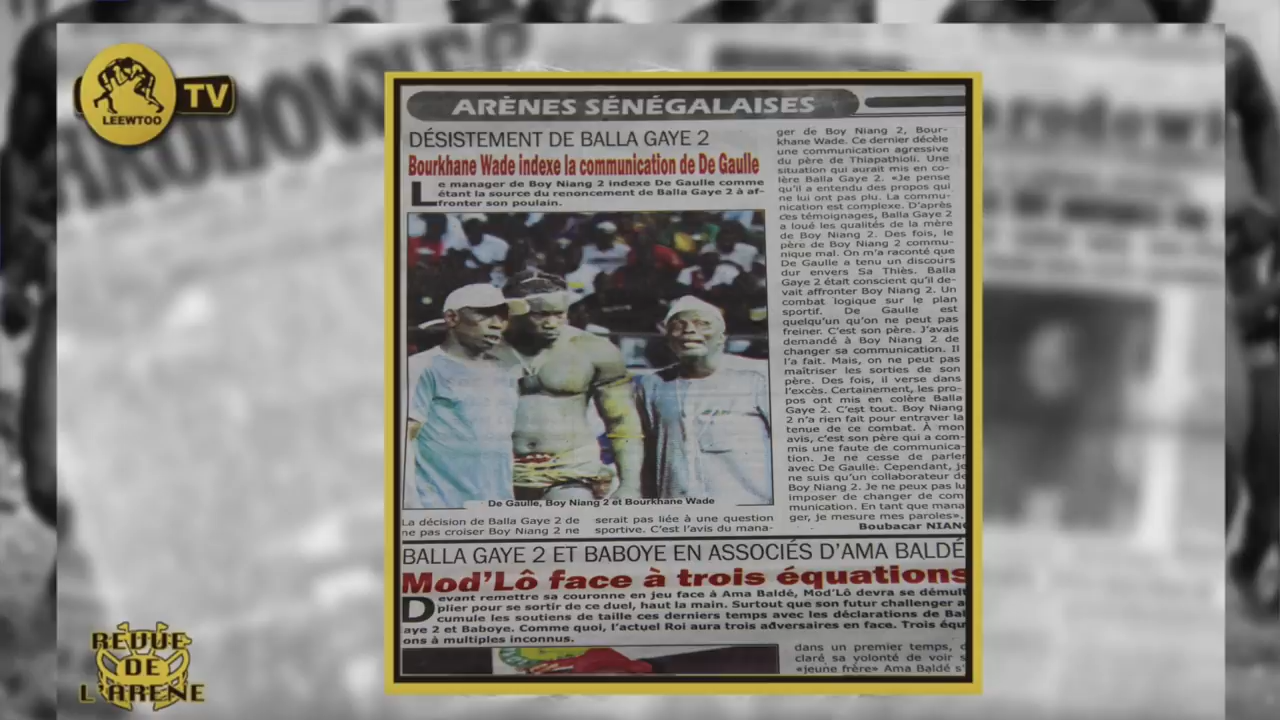 LEEWTOO
TV
ARÈNES SÉNÉGALAISES
DÉSISTEMENT DE BALLA GAYE 2
Bourkhane Wade indexe la communication de De Gaulle
Le manager de Boy Niang 2 indexe De Gaulle comme
étant la source du renoncement de Balla Gaye 2 à af-
fronter son poulain.
De Gaulle, Boy Niang 2 et Bourkhane Wade
La décision de Balla Gaye 2 de
ne pas croiser Boy Niang 2 ne
serait pas liée à une question
sportive. C'est l'avis du mana-
ger de Boy Niang 2, Bour-
khane Wade. Ce dernier décèle
une communication agressive
du père de Thiapathioli. Une
situation qui aurait mis en co-
lère Balla Gaye 2. «Je pense
qu'il a entendu des propos qui
ne lui ont pas plu. La commu-
nication est complexe. D'après
ces témoignages, Balla Gaye 2
a loué les qualités de la mère
de Boy Niang 2. Des fois, le
père de Boy Niang 2 commu-
nique mal. On m'a raconté que
De Gaulle a tenu un discours
dur envers Sa Thiès. Balla
Gaye 2 était conscient qu'il de-
vait affronter Boy Niang 2. Un
combat logique sur le plan
sportif. De Gaulle est
quelqu'un qu'on ne peut pas
freiner. C'est son père. J'avais
demandé à Boy Niang 2 de
changer sa communication. Il
l'a fait. Mais, on ne peut pas
maîtriser les sorties de son
père. Des fois, il verse dans
l'excès. Certainement, les pro-
pos ont mis en colère Balla
Gaye 2. C'est tout. Boy Niang
2 n'a rien fait pour entraver la
tenue de ce combat. À mon
avis, c'est son père qui a com-
mis une faute de communica-
tion. Je ne cesse de parler
avec De Gaulle. Cependant, je
ne suis qu'un collaborateur de
Boy Niang 2. Je ne peux pas lu
imposer de changer de com
munication. En tant que mana
ger, je mesure mes paroles».
Boubacar NIANG
BALLA GAYE 2 ET BABOYE EN ASSOCIÉS D'AMA BALDÉ
Mod'Lô face à trois équations
Devant remettre sa couronne en jeu face à Ama Baldé, Mod'Lô devra se démult
plier pour se sortir de ce duel, haut la main. Surtout que son futur challenger a
cumule les soutiens de taille ces derniers temps avec les déclarations de Bal
aye 2 et Baboye. Comme quoi, l'actuel Roi aura trois adversaires en face. Trois équ
ons à multiples inconnus.
dans un premier temps,
claré sa volonté de voir s
«jeune frère» Ama Baldé s'
REVUE
DE
L'ARÈNE